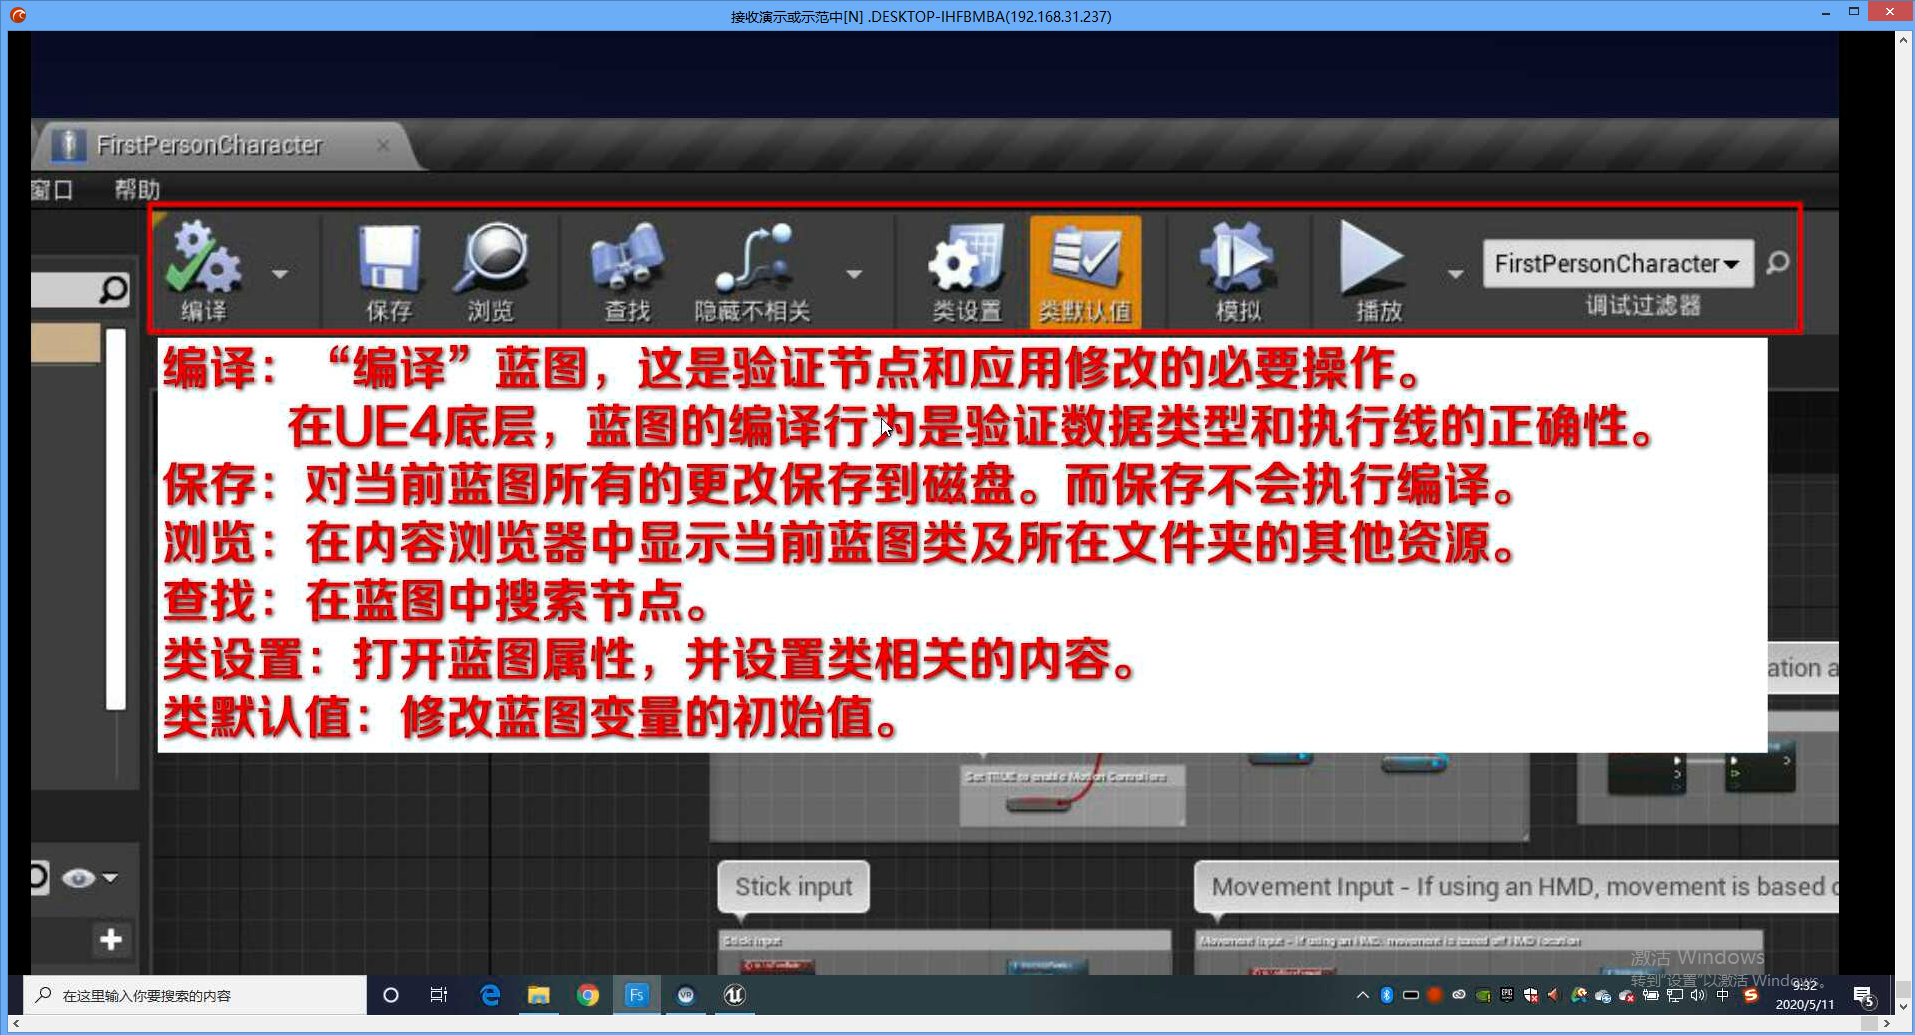 接收演示或示范中[N] .DESKTOP-IHFBMBA(192.168.31.237)
FirstPersonCharacter
窗口 帮助
编译 保存 浏览 查找 隐藏不相关 类设置 类默认值 模拟 播放 FirstPersonCharacter 调试过滤器
编译：“编译”蓝图，这是验证节点和应用修改的必要操作。
在UE4底层，蓝图的编译行为是验证数据类型和执行线的正确性。
保存：对当前蓝图所有的更改保存到磁盘。而保存不会执行编译。
浏览：在内容浏览器中显示当前蓝图类及所在文件夹的其他资源。
查找：在蓝图中搜索节点。
类设置：打开蓝图属性，并设置类相关的内容。
类默认值：修改蓝图变量的初始值。
ation a
Set TRUE to enable Motion Controllers
Stick input
Movement Input - If using an HMD, movement is based
Stick input
Movement Input - If using an HMD, movement is based off HMD location
激活 Windows
转到"设置"以激活 Windows。
在这里输入你要搜索的内容
Fs
VR
中
9:32
2020/5/11
5